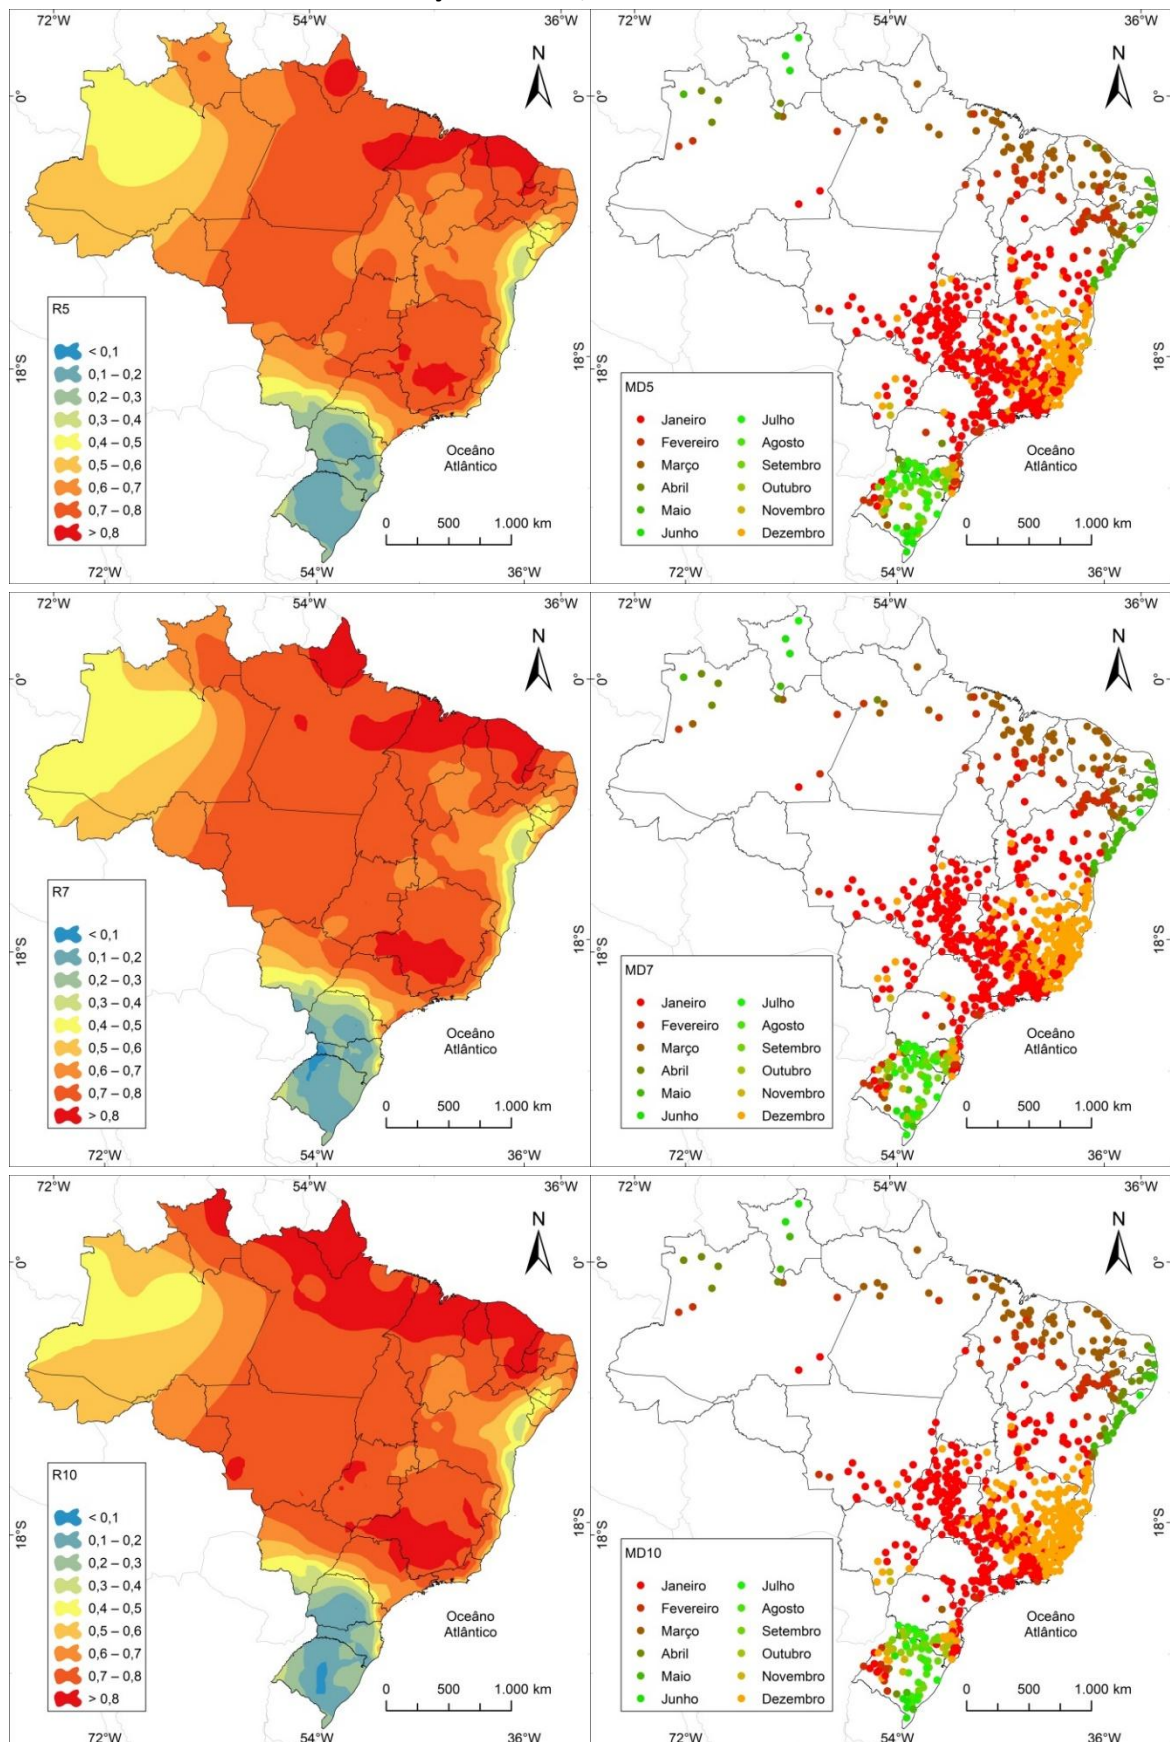 72°W 54°W 36°W
N
0°
18°S
R5
< 0,1
0,1 – 0,2
0,2 – 0,3
0,3 – 0,4
0,4 – 0,5
0,5 – 0,6
0,6 – 0,7
0,7 – 0,8
> 0,8
Oceâno
Atlântico
0 500 1.000 km
72°W 54°W 36°W
72°W 54°W 36°W
N
0°
18°S
MD5
Janeiro Julho
Fevereiro Agosto
Março Setembro
Abril Outubro
Maio Novembro
Junho Dezembro
Oceâno
Atlântico
0 500 1.000 km
72°W 54°W 36°W
72°W 54°W 36°W
N
0°
18°S
R7
< 0,1
0,1 – 0,2
0,2 – 0,3
0,3 – 0,4
0,4 – 0,5
0,5 – 0,6
0,6 – 0,7
0,7 – 0,8
> 0,8
Oceâno
Atlântico
0 500 1.000 km
72°W 54°W 36°W
72°W 54°W 36°W
N
0°
18°S
MD7
Janeiro Julho
Fevereiro Agosto
Março Setembro
Abril Outubro
Maio Novembro
Junho Dezembro
Oceâno
Atlântico
0 500 1.000 km
72°W 54°W 36°W
72°W 54°W 36°W
N
0°
18°S
R10
< 0,1
0,1 – 0,2
0,2 – 0,3
0,3 – 0,4
0,4 – 0,5
0,5 – 0,6
0,6 – 0,7
0,7 – 0,8
> 0,8
Oceâno
Atlântico
0 500 1.000 km
72°W 54°W 36°W
72°W 54°W 36°W
N
0°
18°S
MD10
Janeiro Julho
Fevereiro Agosto
Março Setembro
Abril Outubro
Maio Novembro
Junho Dezembro
Oceâno
Atlântico
0 500 1.000 km
72°W 54°W 36°W